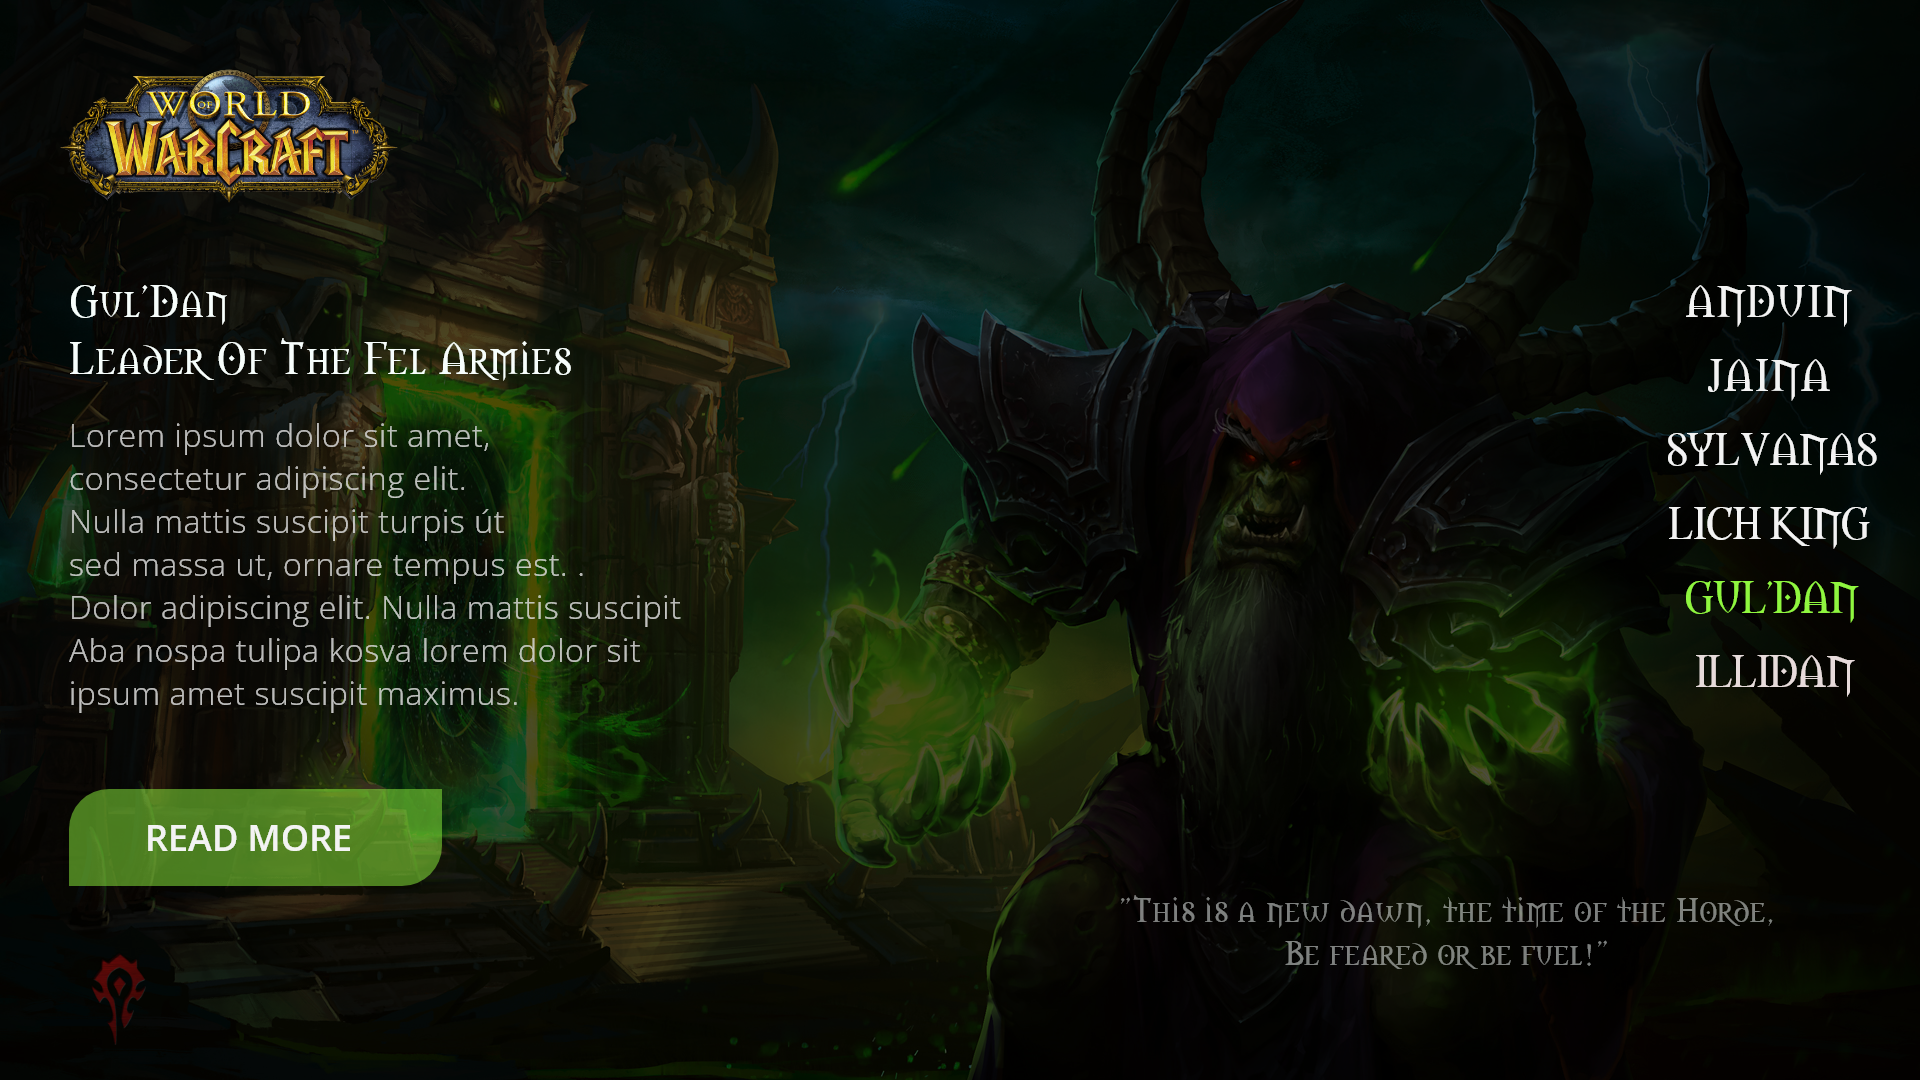 WORLD
OF
WARCRAFT
Gul'Dan
Leader Of The Fel Armies
Lorem ipsum dolor sit amet,
consectetur adipiscing elit.
Nulla mattis suscipit turpis út
sed massa ut, ornare tempus est. .
Dolor adipiscing elit. Nulla mattis suscipit
Aba nospa tulipa kosva lorem dolor sit
ipsum amet suscipit maximus.
READ MORE
ANDUIN
JAINA
SYLVANAS
LICH KING
GUL'DAN
ILLIDAN
"This is a new dawn, the time of the Horde,
Be feared or be fuel!"